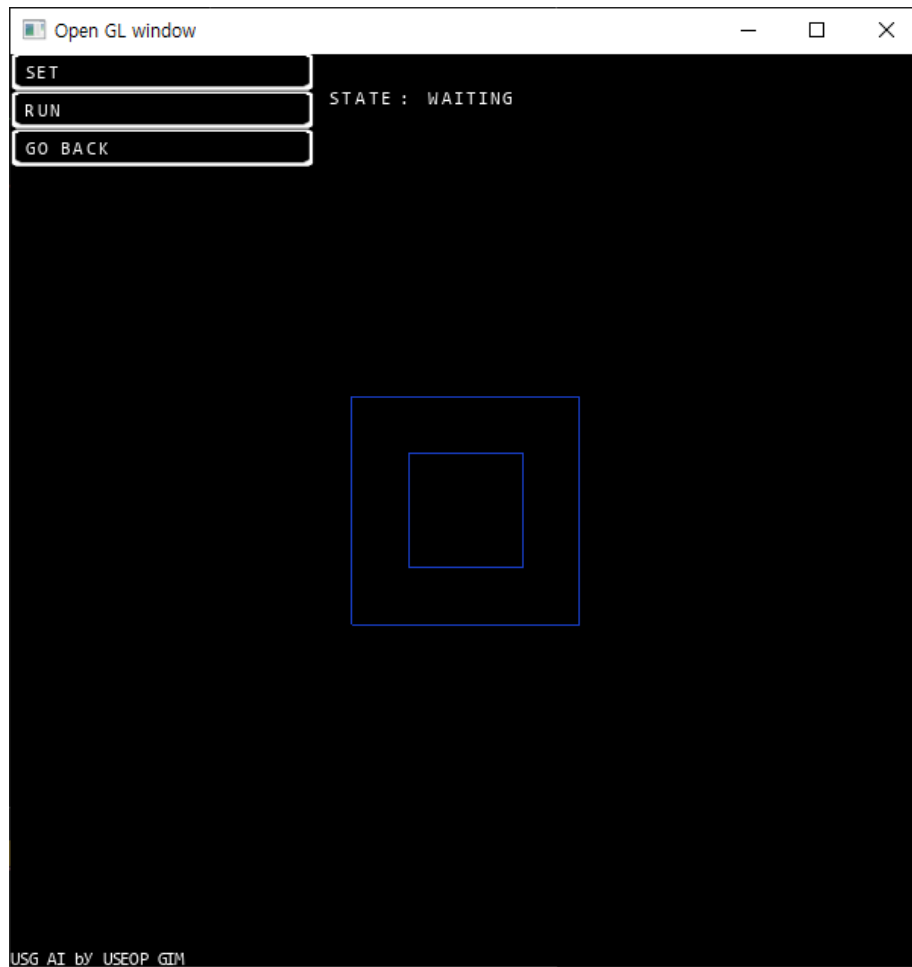 Open GL window
SET
STATE : WAITING
RUN
GO BACK
USG AI bY USEOP GIM